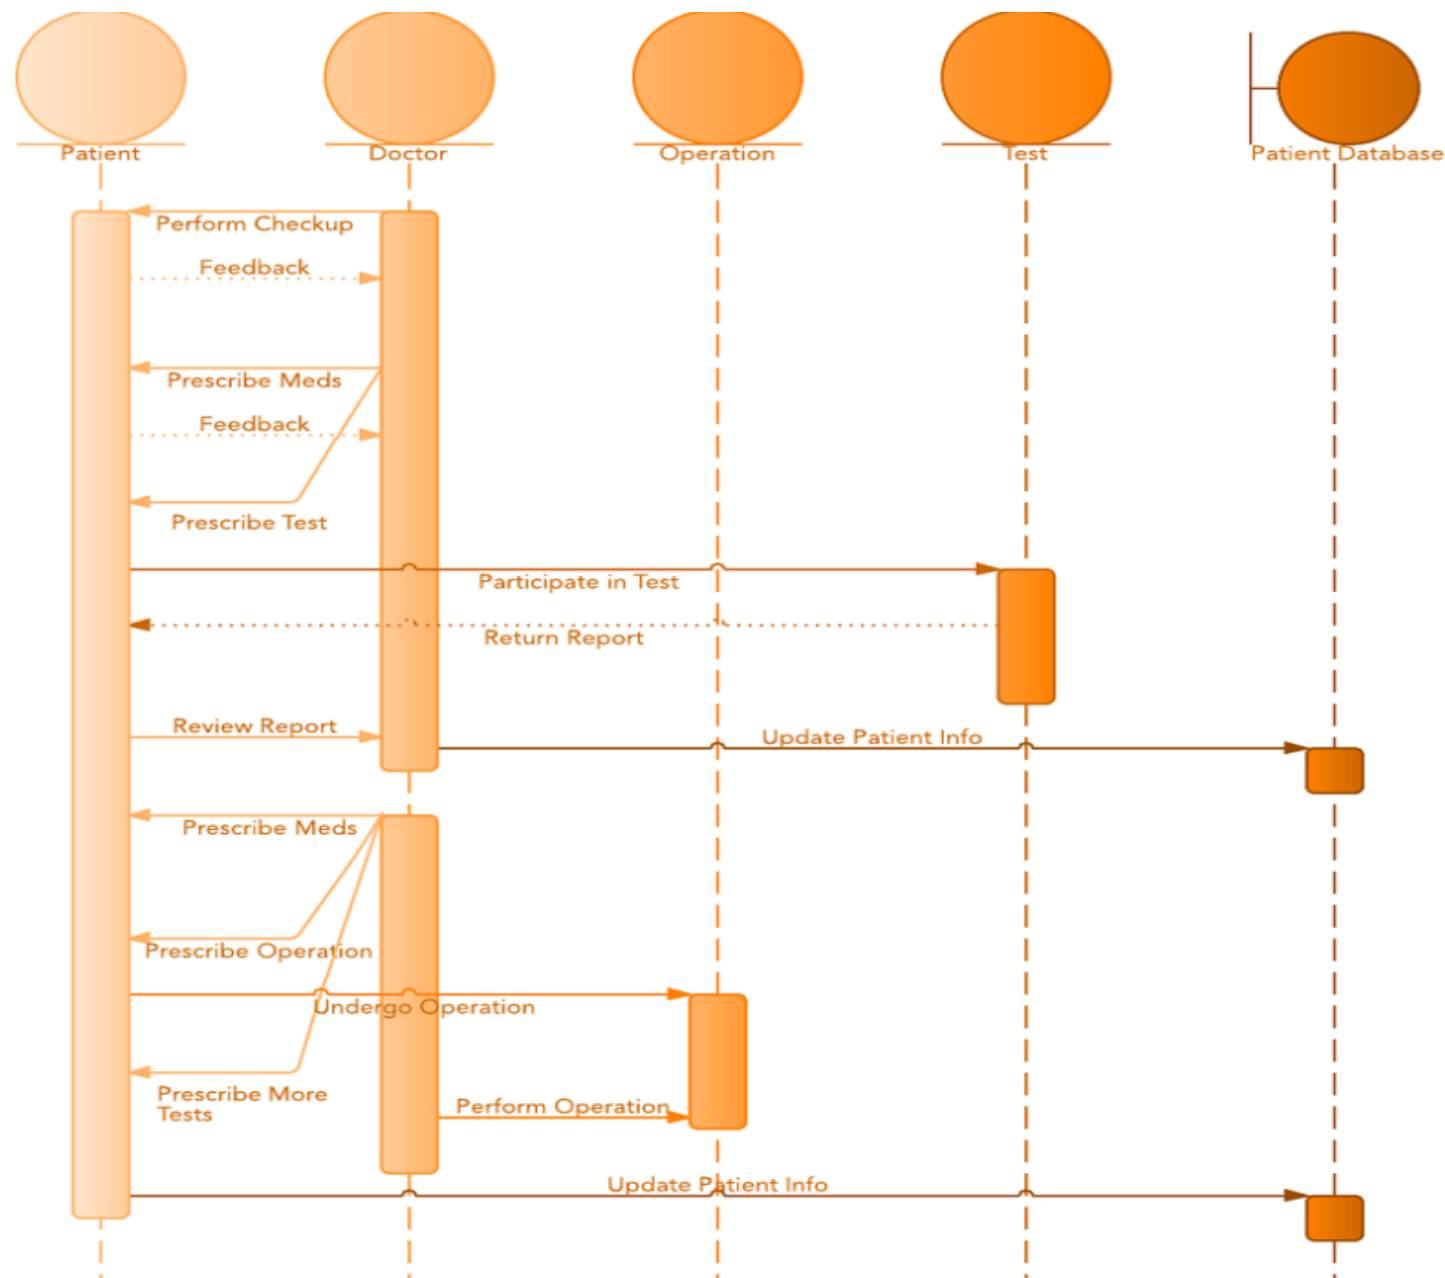 Patient
Doctor
Operation
Test
Patient Database
Perform Checkup
Feedback
Prescribe Meds
Feedback
Prescribe Test
Participate in Test
Return Report
Review Report
Update Patient Info
Prescribe Meds
Prescribe Operation
Undergo Operation
Prescribe More
Tests
Perform Operation
Update Patient Info